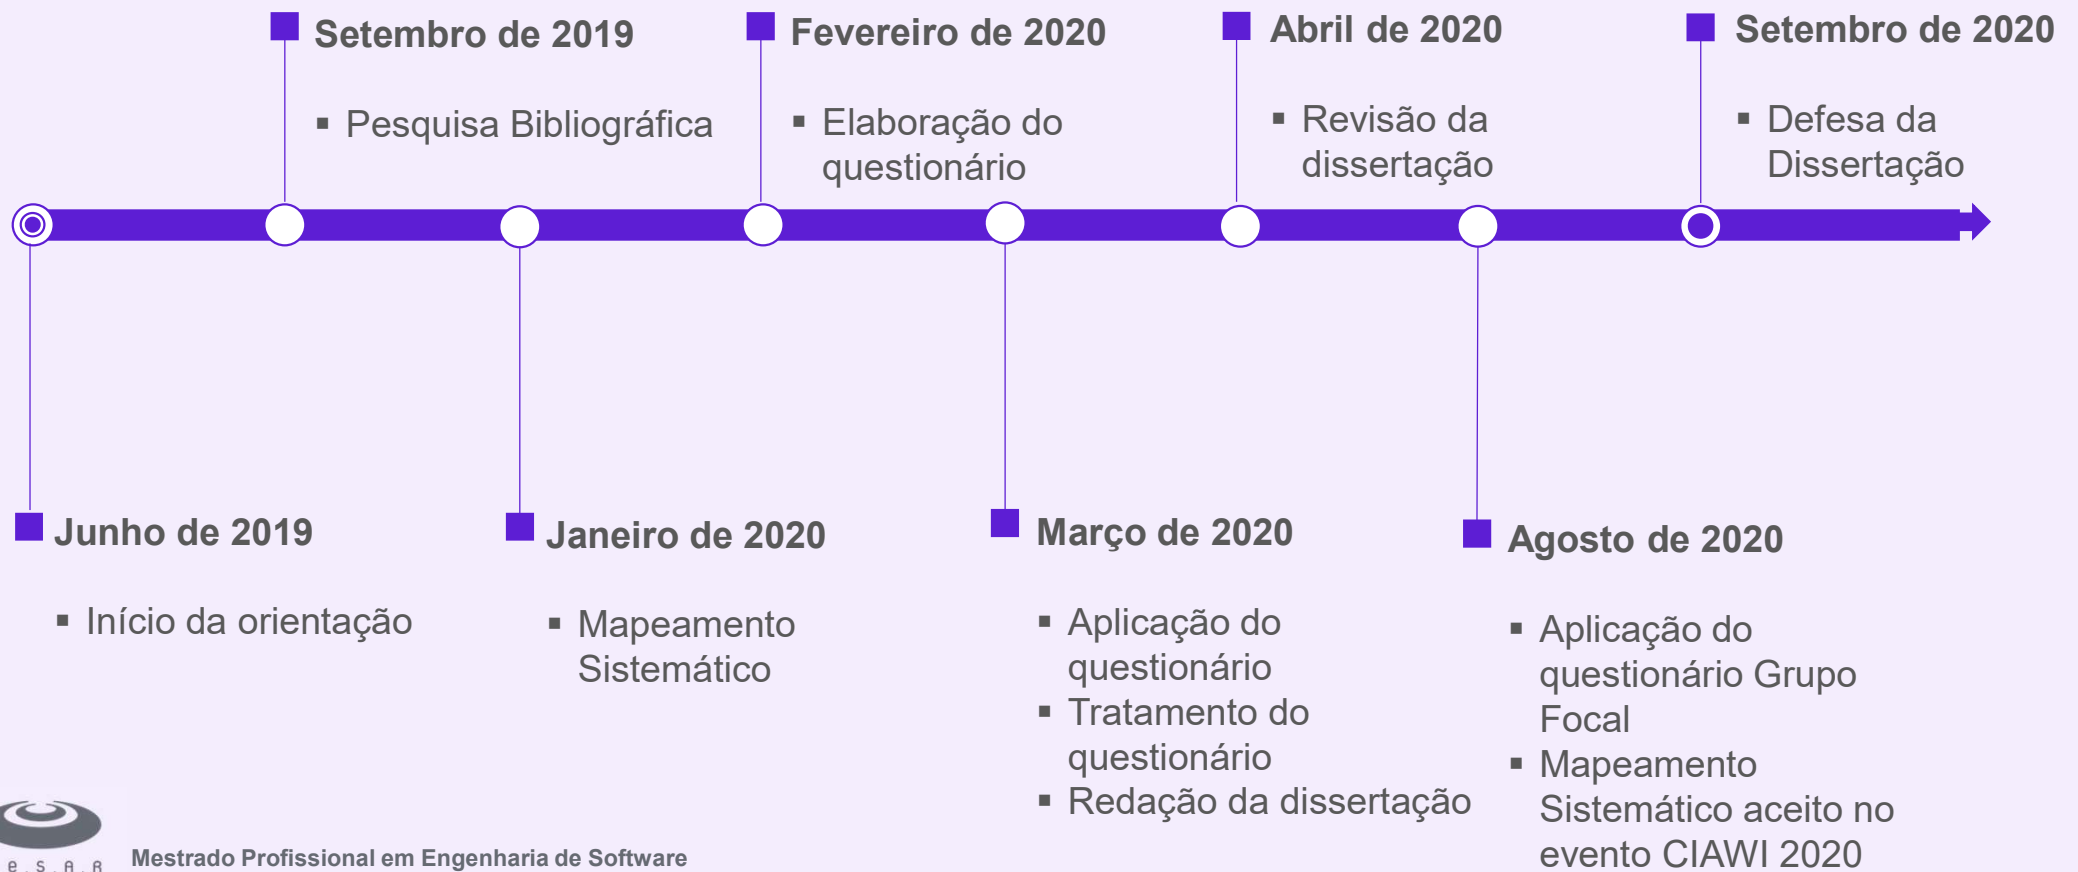 Setembro de 2019
▪ Pesquisa Bibliográfica
Fevereiro de 2020
▪ Elaboração do
questionário
Abril de 2020
▪ Revisão da
dissertação
Setembro de 2020
▪ Defesa da
Dissertação
Junho de 2019
▪ Início da orientação
Janeiro de 2020
▪ Mapeamento
Sistemático
Março de 2020
▪ Aplicação do
questionário
▪ Tratamento do
questionário
▪ Redação da dissertação
Agosto de 2020
▪ Aplicação do
questionário Grupo
Focal
▪ Mapeamento
Sistemático aceito no
evento CIAWI 2020
e.s.a.r
Mestrado Profissional em Engenharia de Software